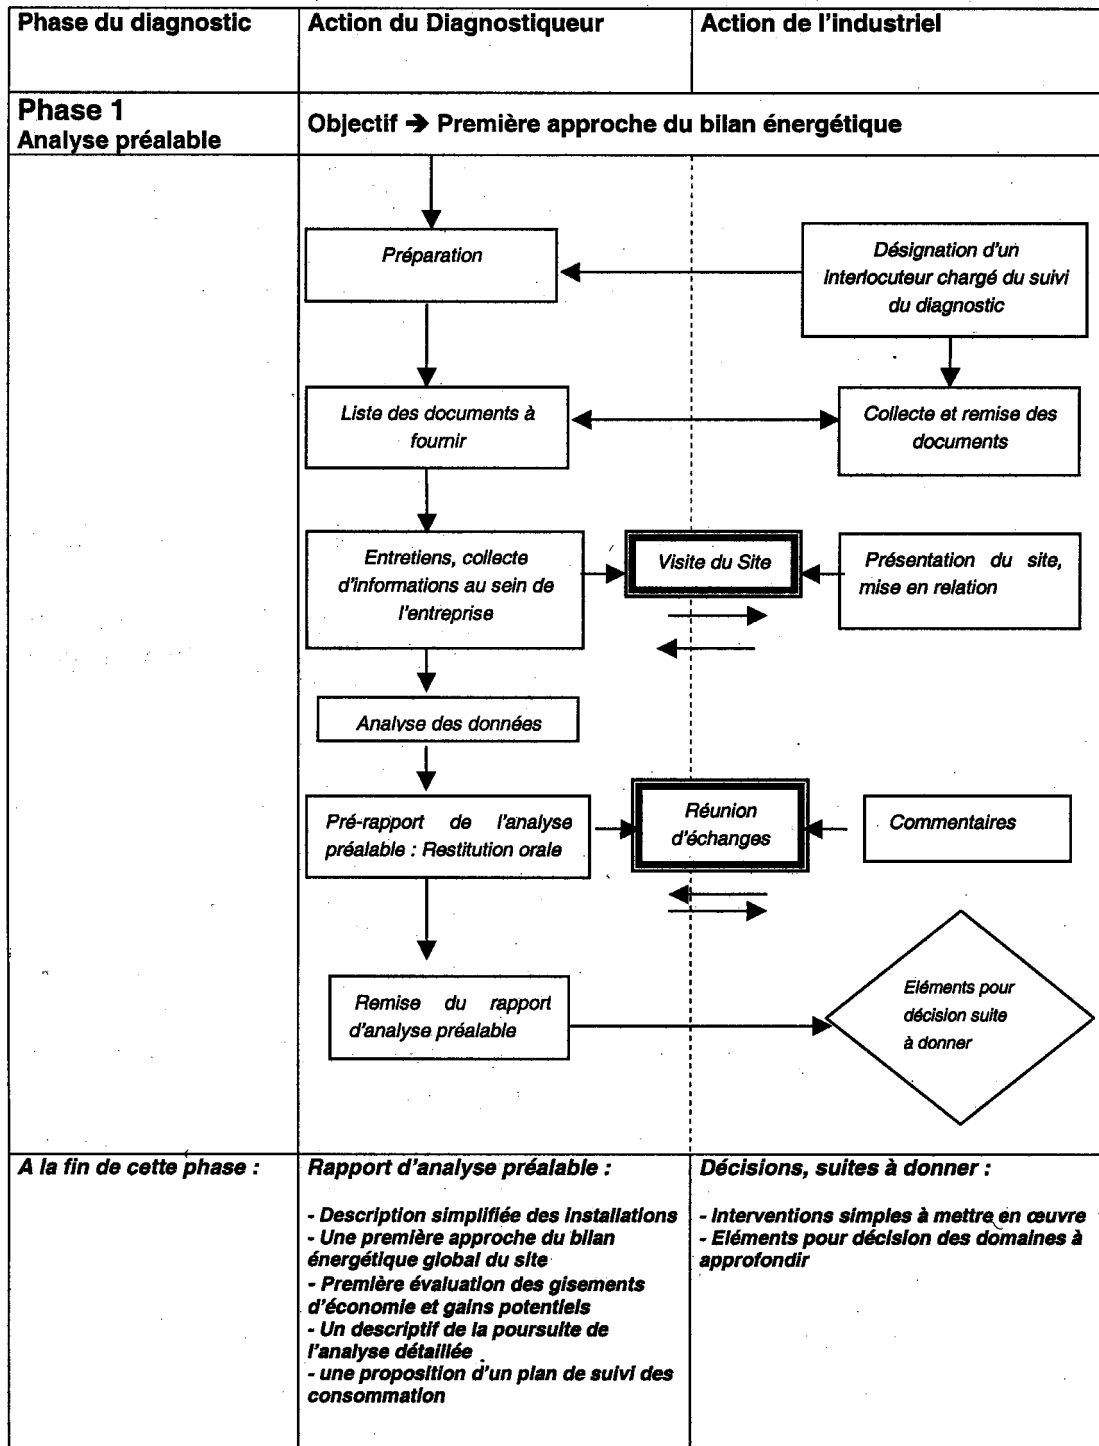 Phase du diagnostic
Action du Diagnostiqueur
Action de l'industriel
Phase 1
Analyse préalable
Objectif ➔ Première approche du bilan énergétique
Préparation
Désignation d'un
interlocuteur chargé du suivi
du diagnostic
Liste des documents à
fournir
Collecte et remise des
documents
Entretiens, collecte
d'informations au sein de
l'entreprise
Visite du Site
Présentation du site,
mise en relation
Analyse des données
Pré-rapport de l'analyse
préalable : Restitution orale
Réunion
d'échanges
Commentaires
Remise du rapport
d'analyse préalable
Eléments pour
décision suite
à donner
A la fin de cette phase :
Rapport d'analyse préalable :
- Description simplifiée des installations
- Une première approche du bilan
énergétique global du site
- Première évaluation des gisements
d'économie et gains potentiels
- Un descriptif de la poursuite de
l'analyse détaillée
- une proposition d'un plan de suivi des
consommation
Décisions, suites à donner :
- Interventions simples à mettre en œuvre
- Eléments pour décision des domaines à
approfondir